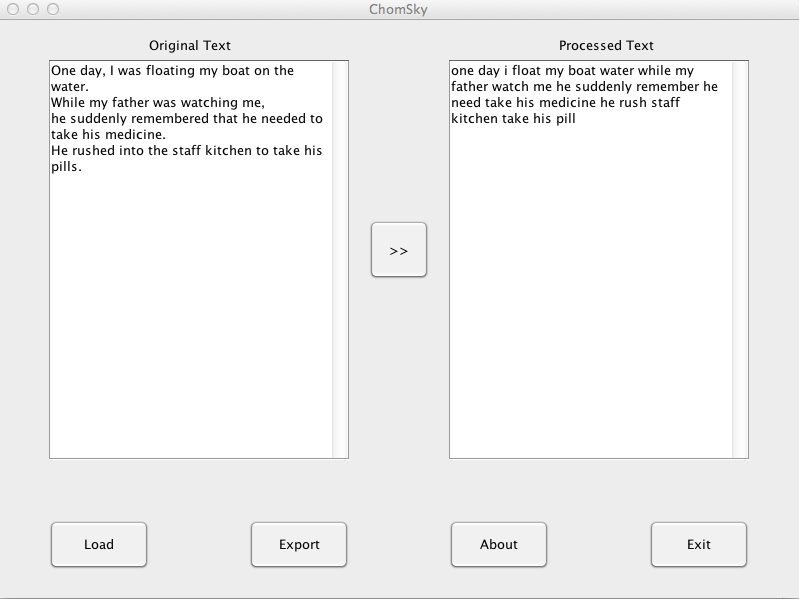 ChomSky
Original Text
One day, I was floating my boat on the
water.
While my father was watching me,
he suddenly remembered that he needed to
take his medicine.
He rushed into the staff kitchen to take his
pills.
>>
Processed Text
one day i float my boat water while my
father watch me he suddenly remember he
need take his medicine he rush staff
kitchen take his pill
Load
Export
About
Exit